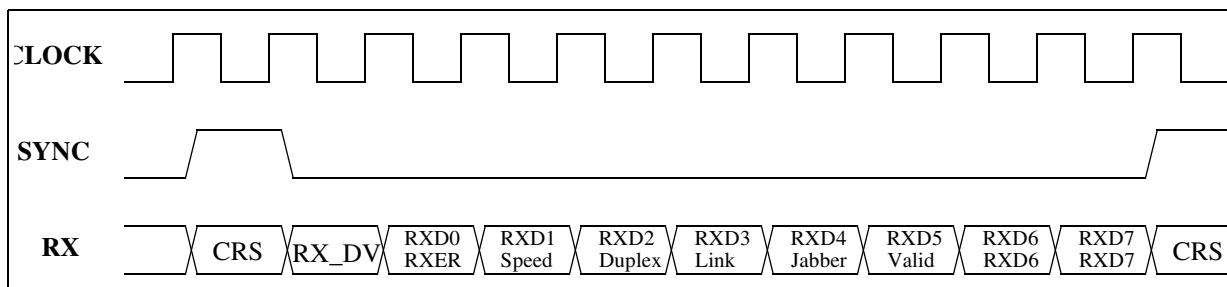 CLOCK
SYNC
RX
CRS
RX_DV
RXD0
RXER
RXD1
Speed
RXD2
Duplex
RXD3
Link
RXD4
Jabber
RXD5
Valid
RXD6
RXD6
RXD7
RXD7
CRS